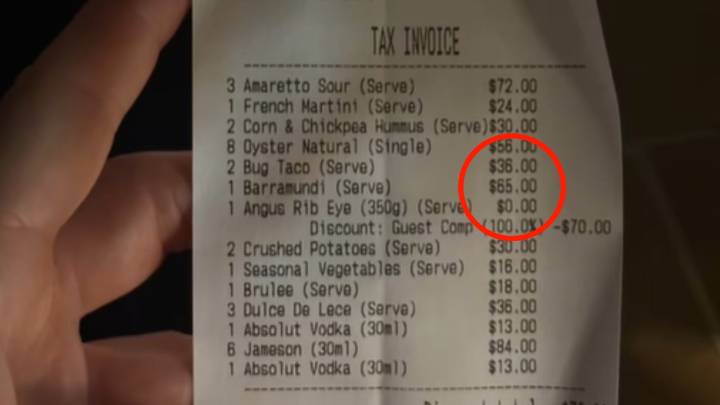 TAX INVOICE
3 Amaretto Sour (Serve) $72.00
1 French Martini (Serve) $24.00
2 Corn & Chickpea Hummus (Serve)$30.00
8 Oyster Natural (Single) $56.00
2 Bug Taco (Serve) $36.00
1 Barramundi (Serve) $65.00
1 Angus Rib Eye (350g) (Serve) $0.00
Discount: Guest Comp (100.0%) -$70.00
2 Crushed Potatoes (Serve) $30.00
1 Seasonal Vegetables (Serve) $16.00
1 Brulee (Serve) $18.00
3 Dulce De Lece (Serve) $36.00
1 Absolut Vodka (30ml) $13.00
6 Jameson (30ml) $84.00
1 Absolut Vodka (30ml) $13.00